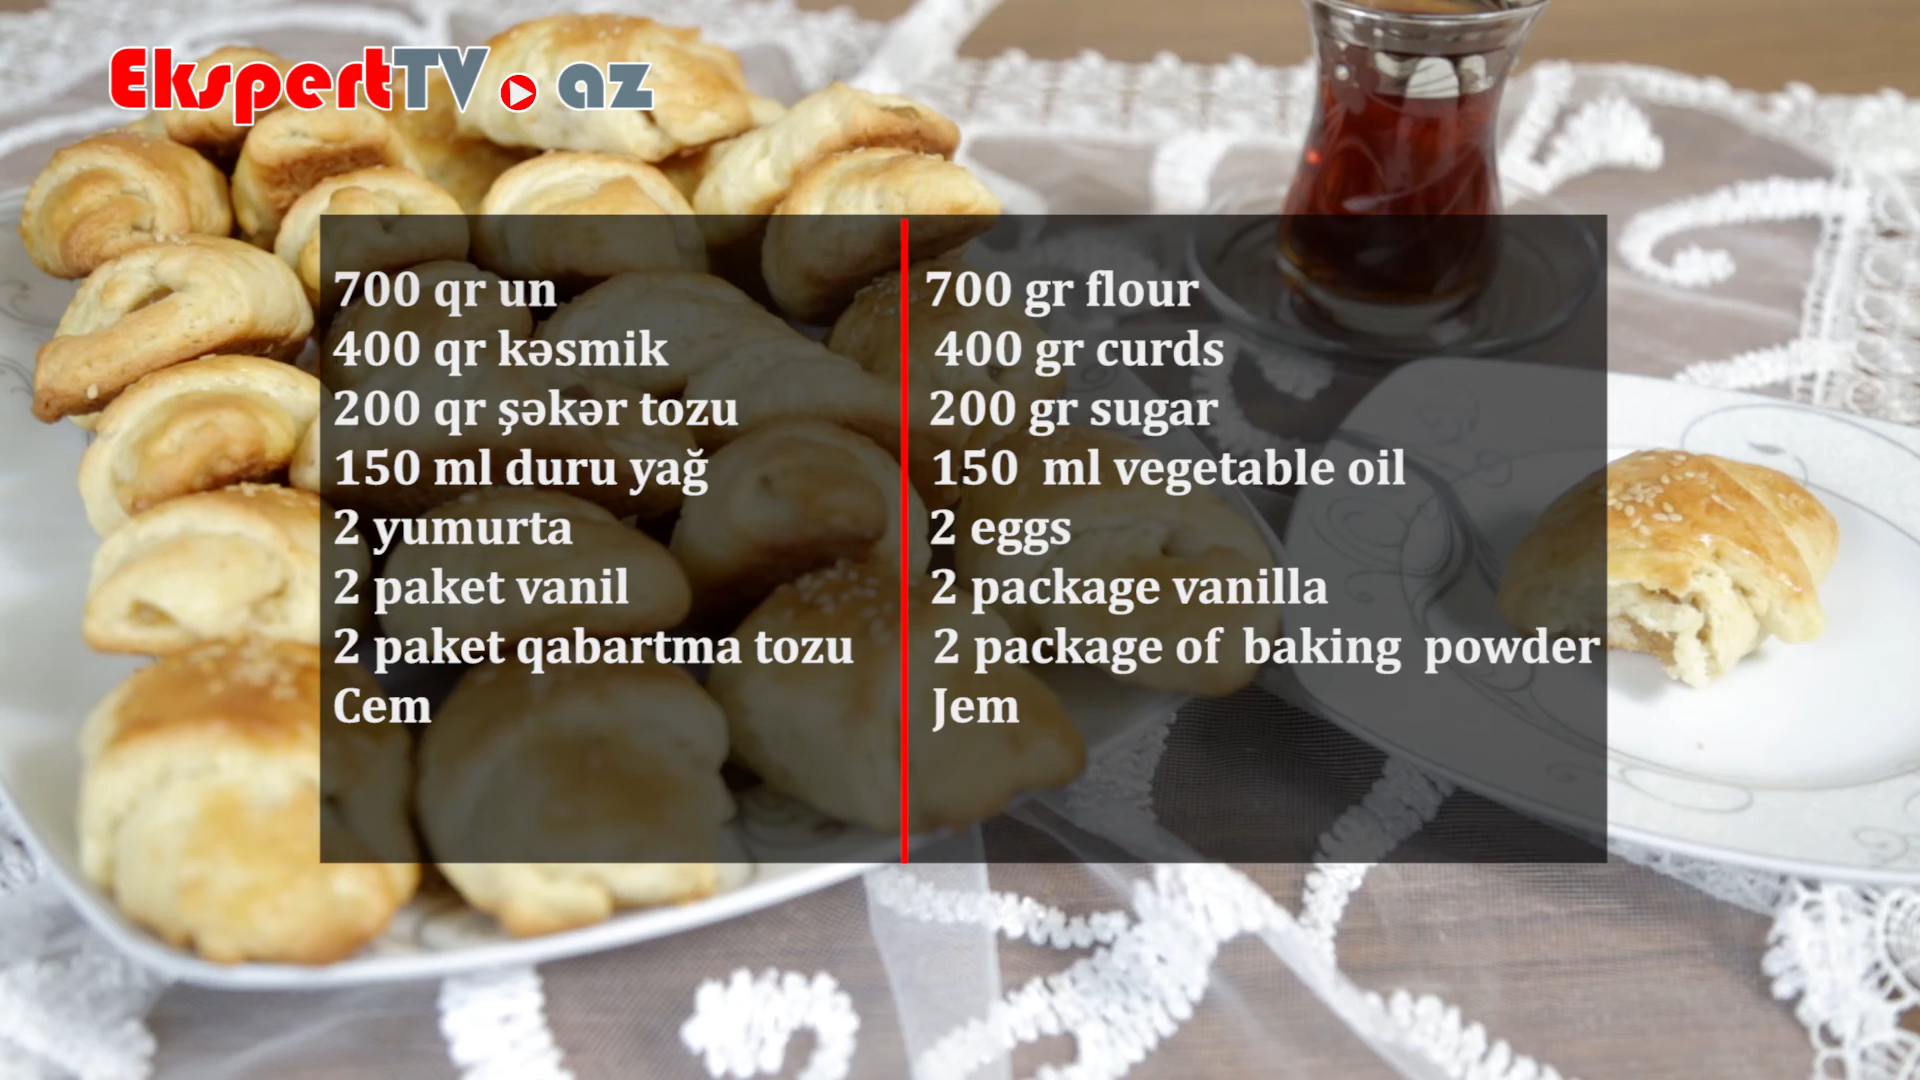 EkspertTV az
700 qr un
400 qr kəsmik
200 qr şəkər tozu
150 ml duru yağ
2 yumurta
2 paket vanil
2 paket qabartma tozu
Cem
700 gr flour
400 gr curds
200 gr sugar
150 ml vegetable oil
2 eggs
2 package vanilla
2 package of baking powder
Jem